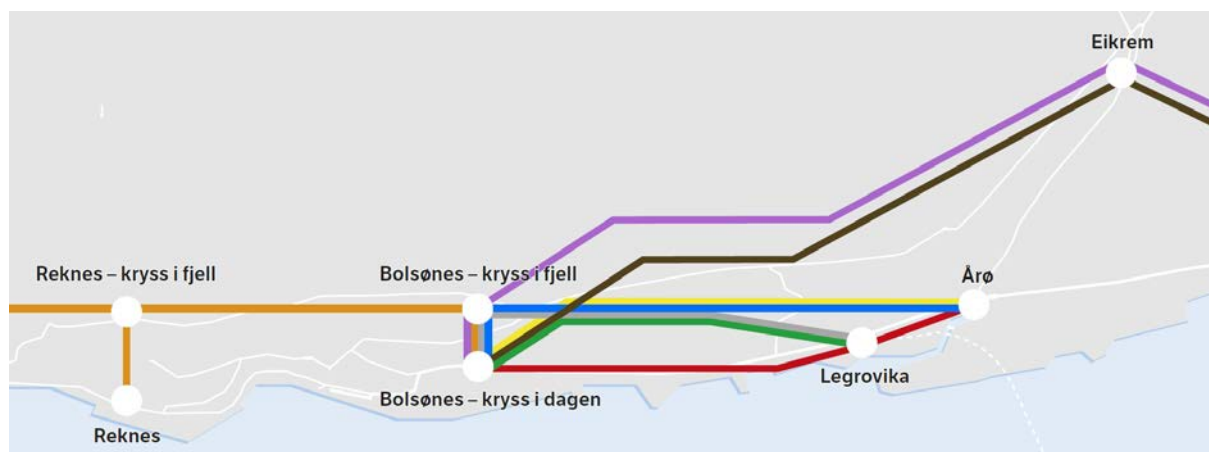 Eikrem
Reknes – kryss i fjell
Bolsønes – kryss i fjell
Årø
Legrovika
Bolsønes – kryss i dagen
Reknes